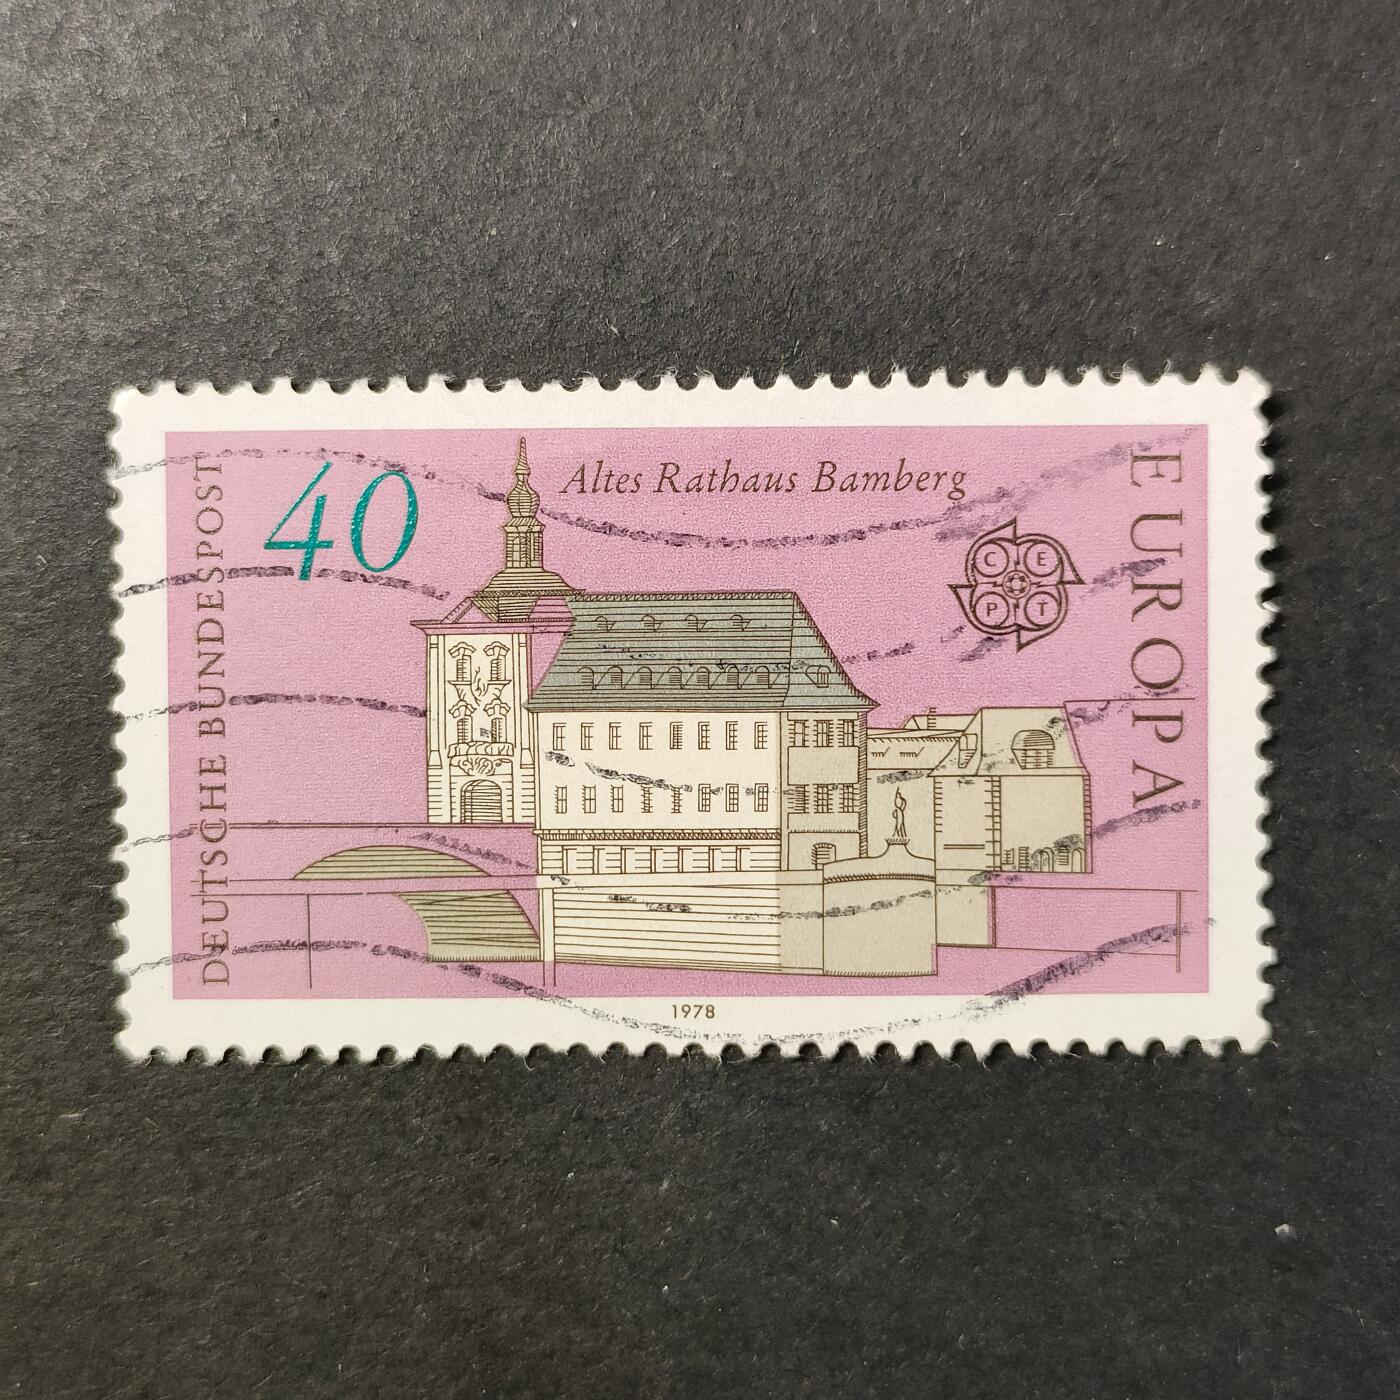 DEUTSCHE BUNDESPOST
40
Altes Rathaus Bamberg
C E
P T
EUROPA
1978